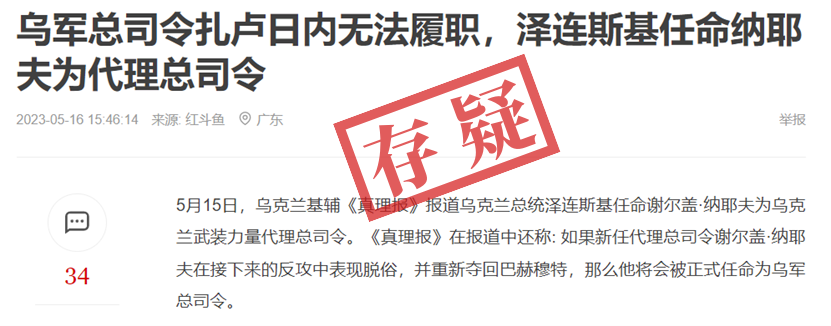 乌军总司令扎卢日内无法履职，泽连斯基任命纳耶
夫为代理总司令
2023-05-16 15:46:14 来源: 红斗鱼 广东 举报
存疑
5月15日，乌克兰基辅《真理报》报道乌克兰总统泽连斯基任命谢尔盖·纳耶夫为乌克
兰武装力量代理总司令。《真理报》在报道中还称: 如果新任代理总司令谢尔盖·纳耶
夫在接下来的反攻中表现脱俗，并重新夺回巴赫穆特，那么他将会被正式任命为乌军
总司令。
34